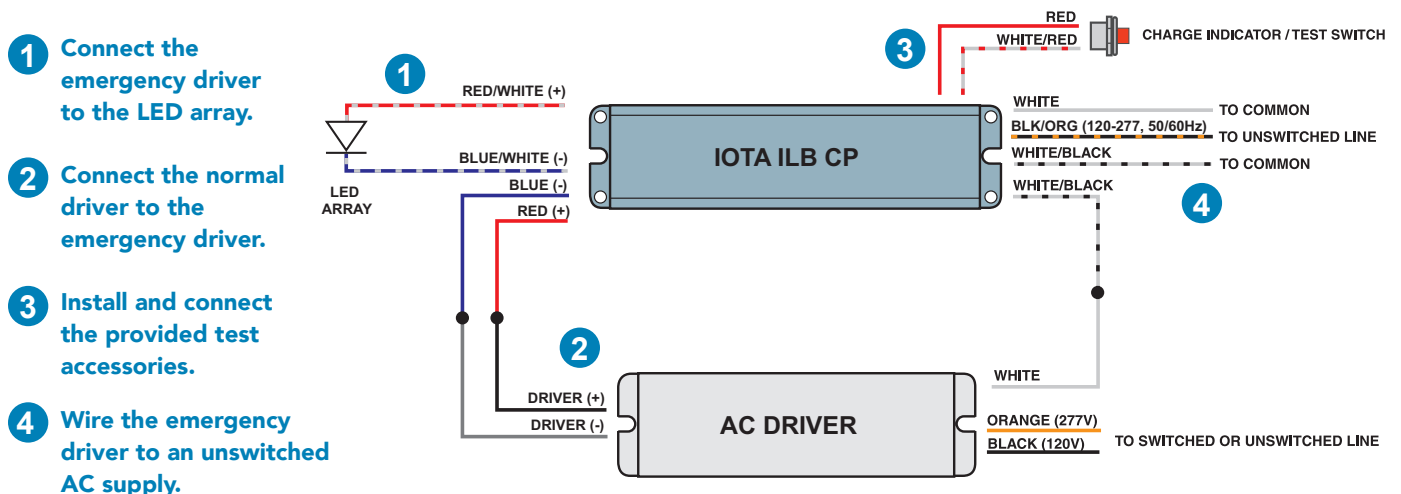 1 Connect the
emergency driver
to the LED array.
2 Connect the normal
driver to the
emergency driver.
3 Install and connect
the provided test
accessories.
4 Wire the emergency
driver to an unswitched
AC supply.
1
RED/WHITE (+)
BLUE/WHITE (-)
BLUE (-)
RED (+)
LED
ARRAY
IOTA ILB CP
3
RED
WHITE/RED
CHARGE INDICATOR / TEST SWITCH
WHITE
TO COMMON
BLK/ORG (120-277, 50/60Hz)
TO UNSWITCHED LINE
WHITE/BLACK
TO COMMON
WHITE/BLACK
4
2
DRIVER (+)
DRIVER (-)
AC DRIVER
WHITE
ORANGE (277V)
BLACK (120V)
TO SWITCHED OR UNSWITCHED LINE